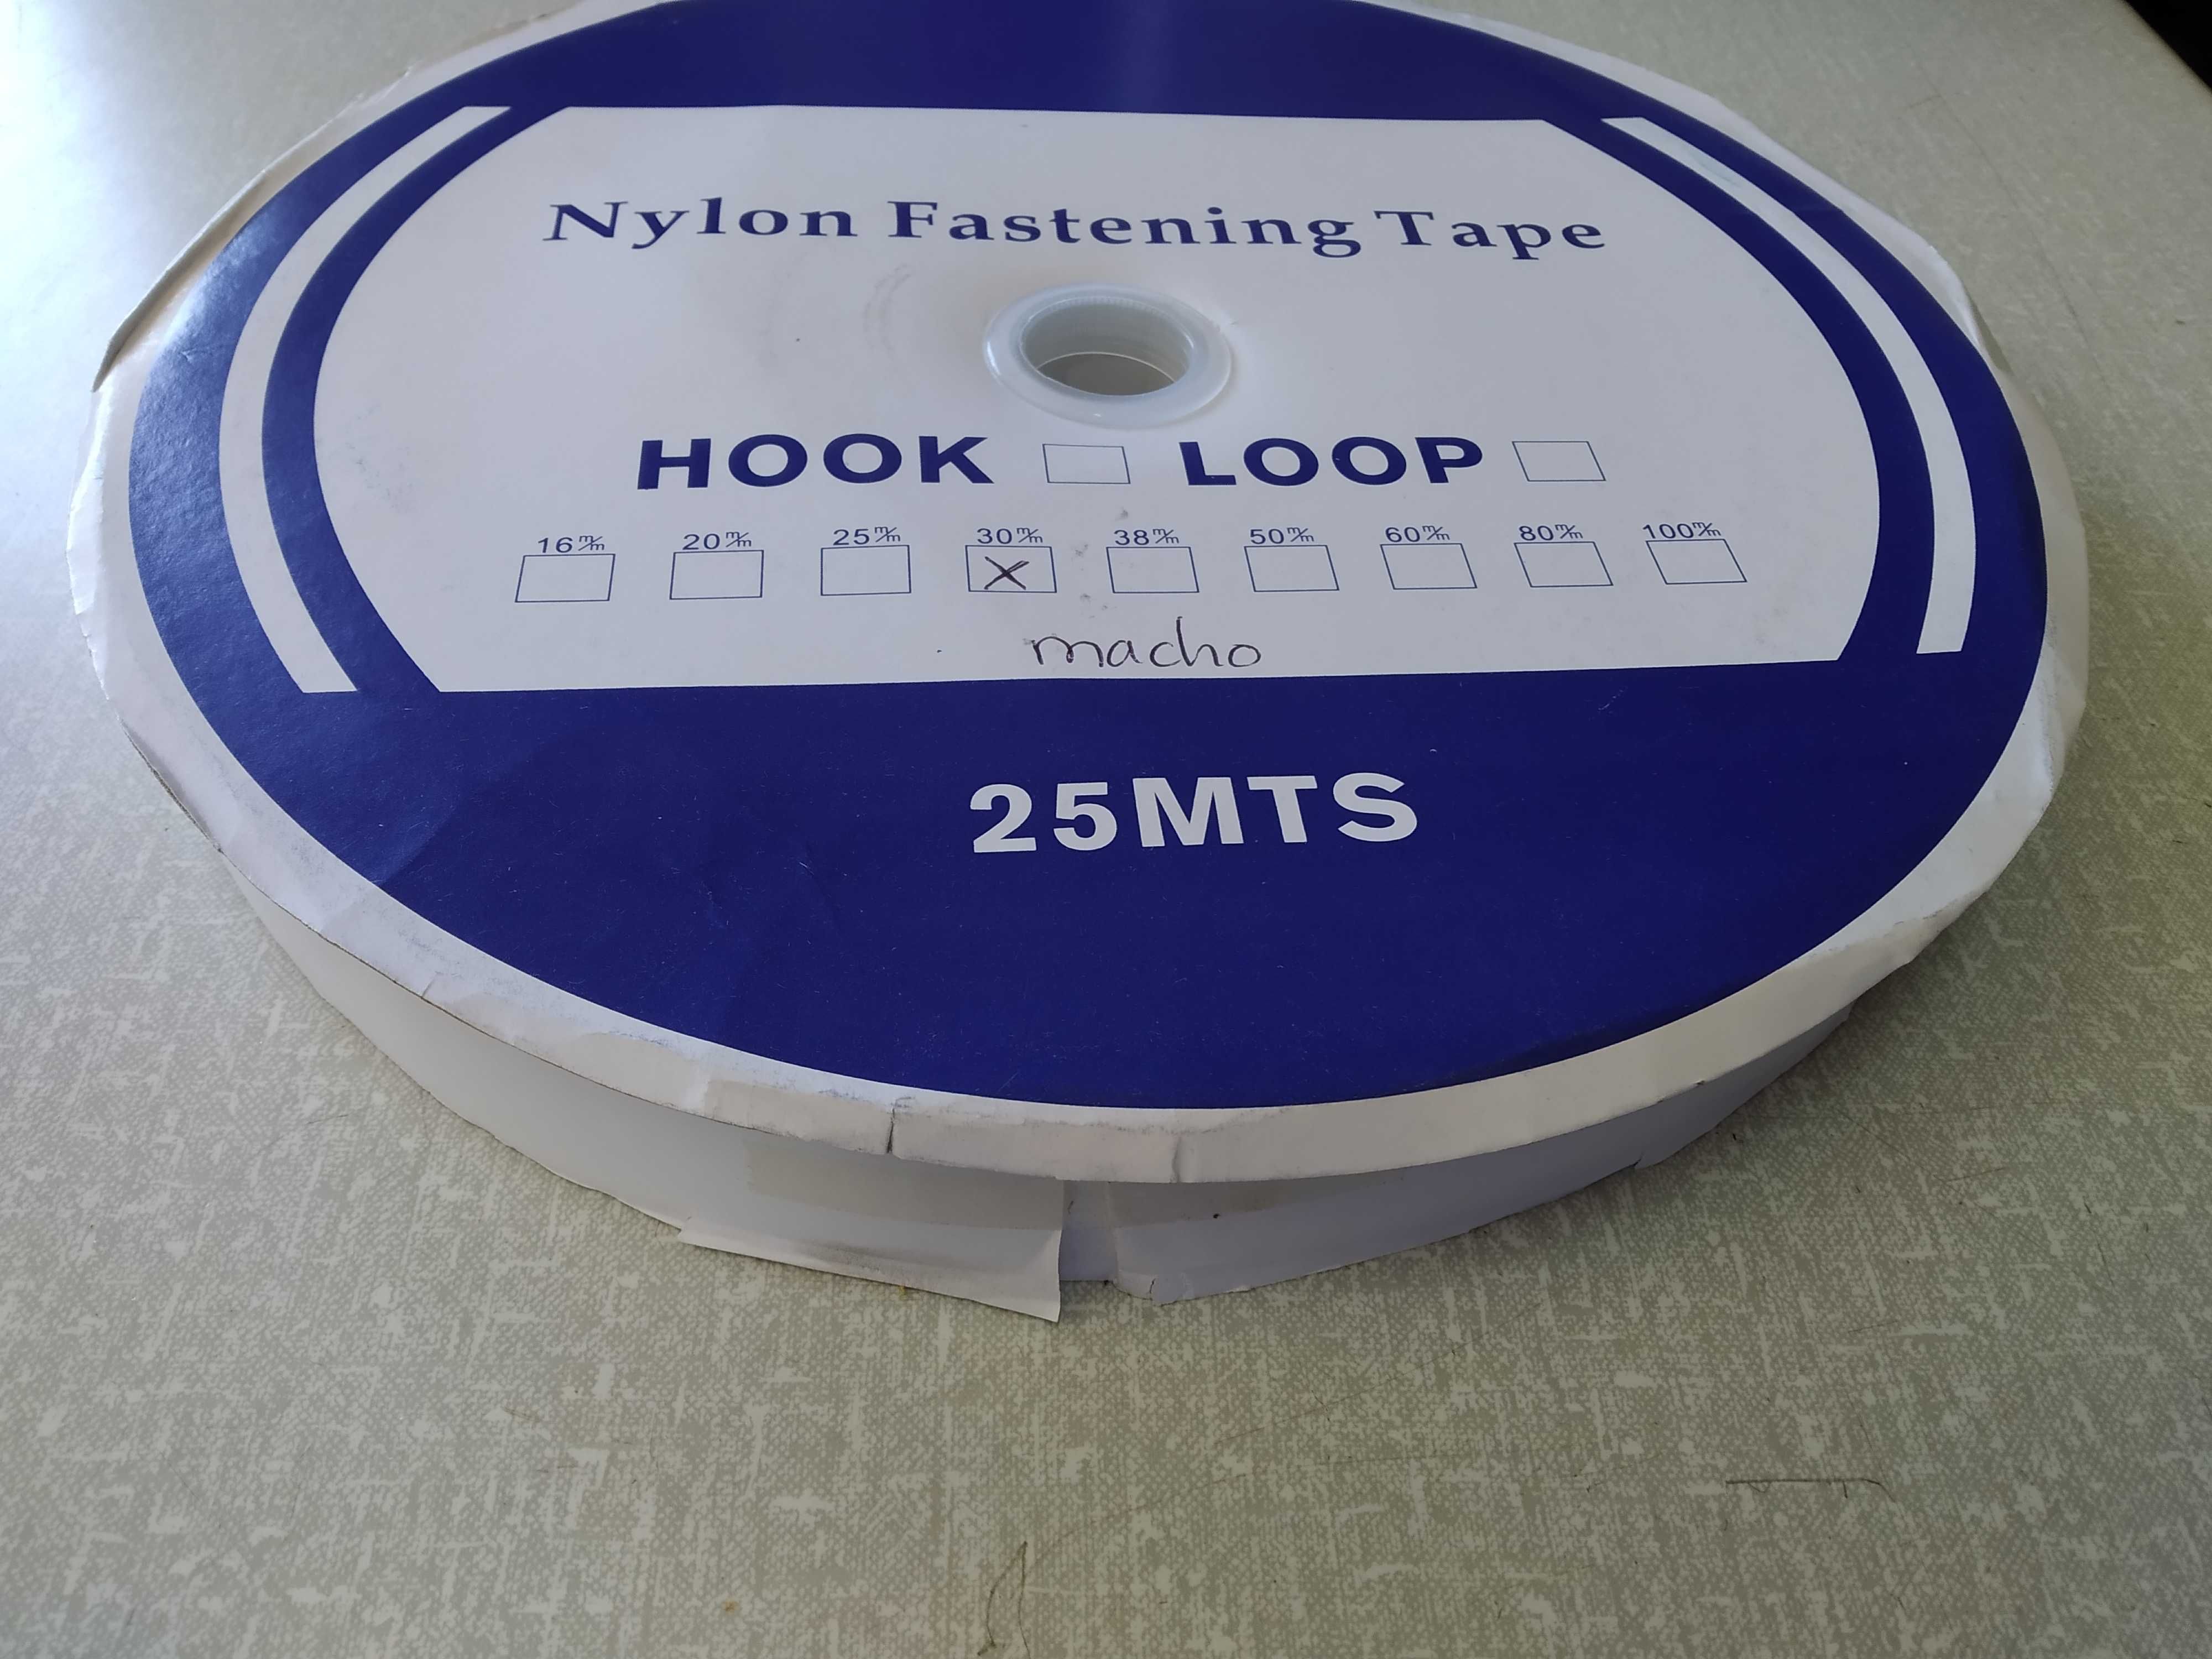 Nylon Fastening Tape
HOOK LOOP
16m/m 20m/m 25m/m 30m/m 38m/m 50m/m 60m/m 80m/m 100m/m
X
macho
25MTS